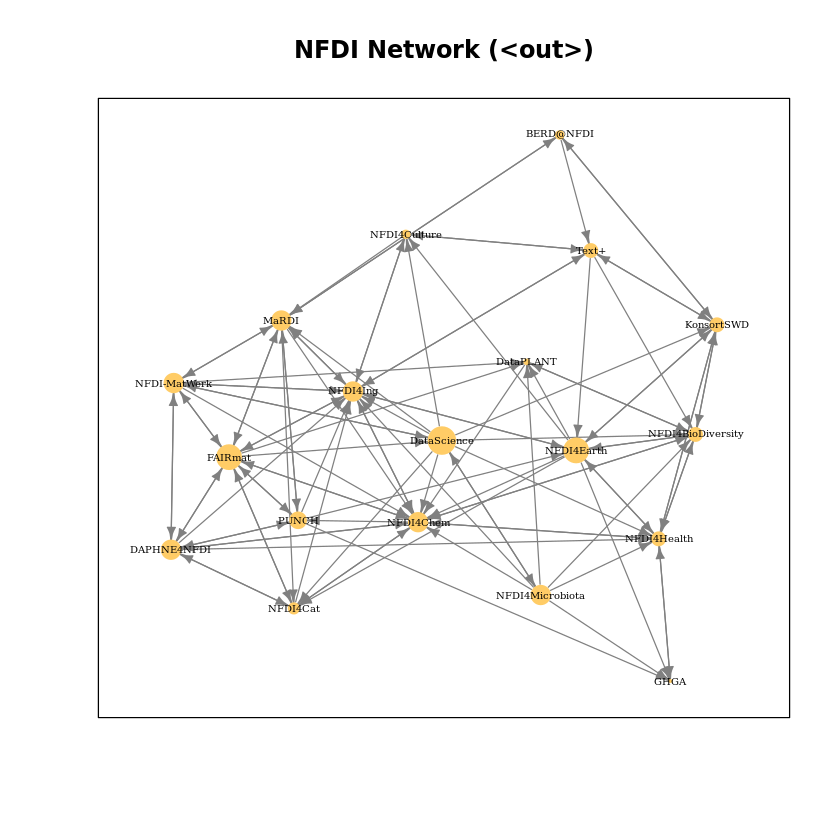 NFDI Network (<out>)
BERD@NFDI
NFDI4Culture
Text+
MaRDI
KonsortSWD
DataPLANT
NFDI-MatWerk
NFDI4Ing
NFDI4BioDiversity
DataScience
NFDI4Earth
FAIRmat
PUNCH
NFDI4Chem
NFDI4Health
DAPHNE4NFDI
NFDI4Microbiota
NFDI4Cat
GHGA